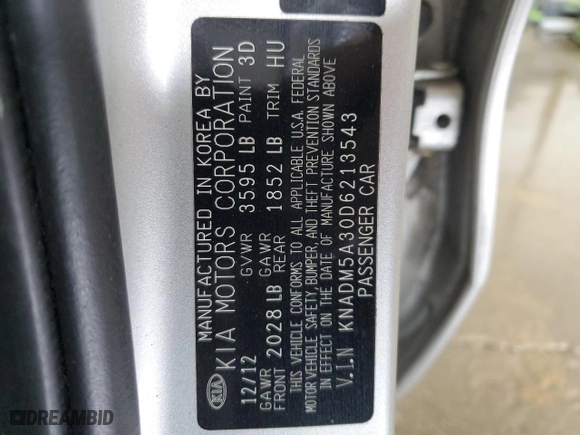 MANUFACTURED IN KOREA BY
KIA KIA MOTORS CORPORATION
12/12 GVWR 3595 LB PAINT 3D
GAWR FRONT 2028 LB GAWR REAR 1852 LB TRIM HU
THIS VEHICLE CONFORMS TO ALL APPLICABLE U.S.A. FEDERAL
MOTOR VEHICLE SAFETY, BUMPER, AND THEFT PREVENTION STANDARDS
IN EFFECT ON THE DATE OF MANUFACTURE SHOWN ABOVE
V.I.N KNADM5A30D6213543
PASSENGER CAR
DREAMBID